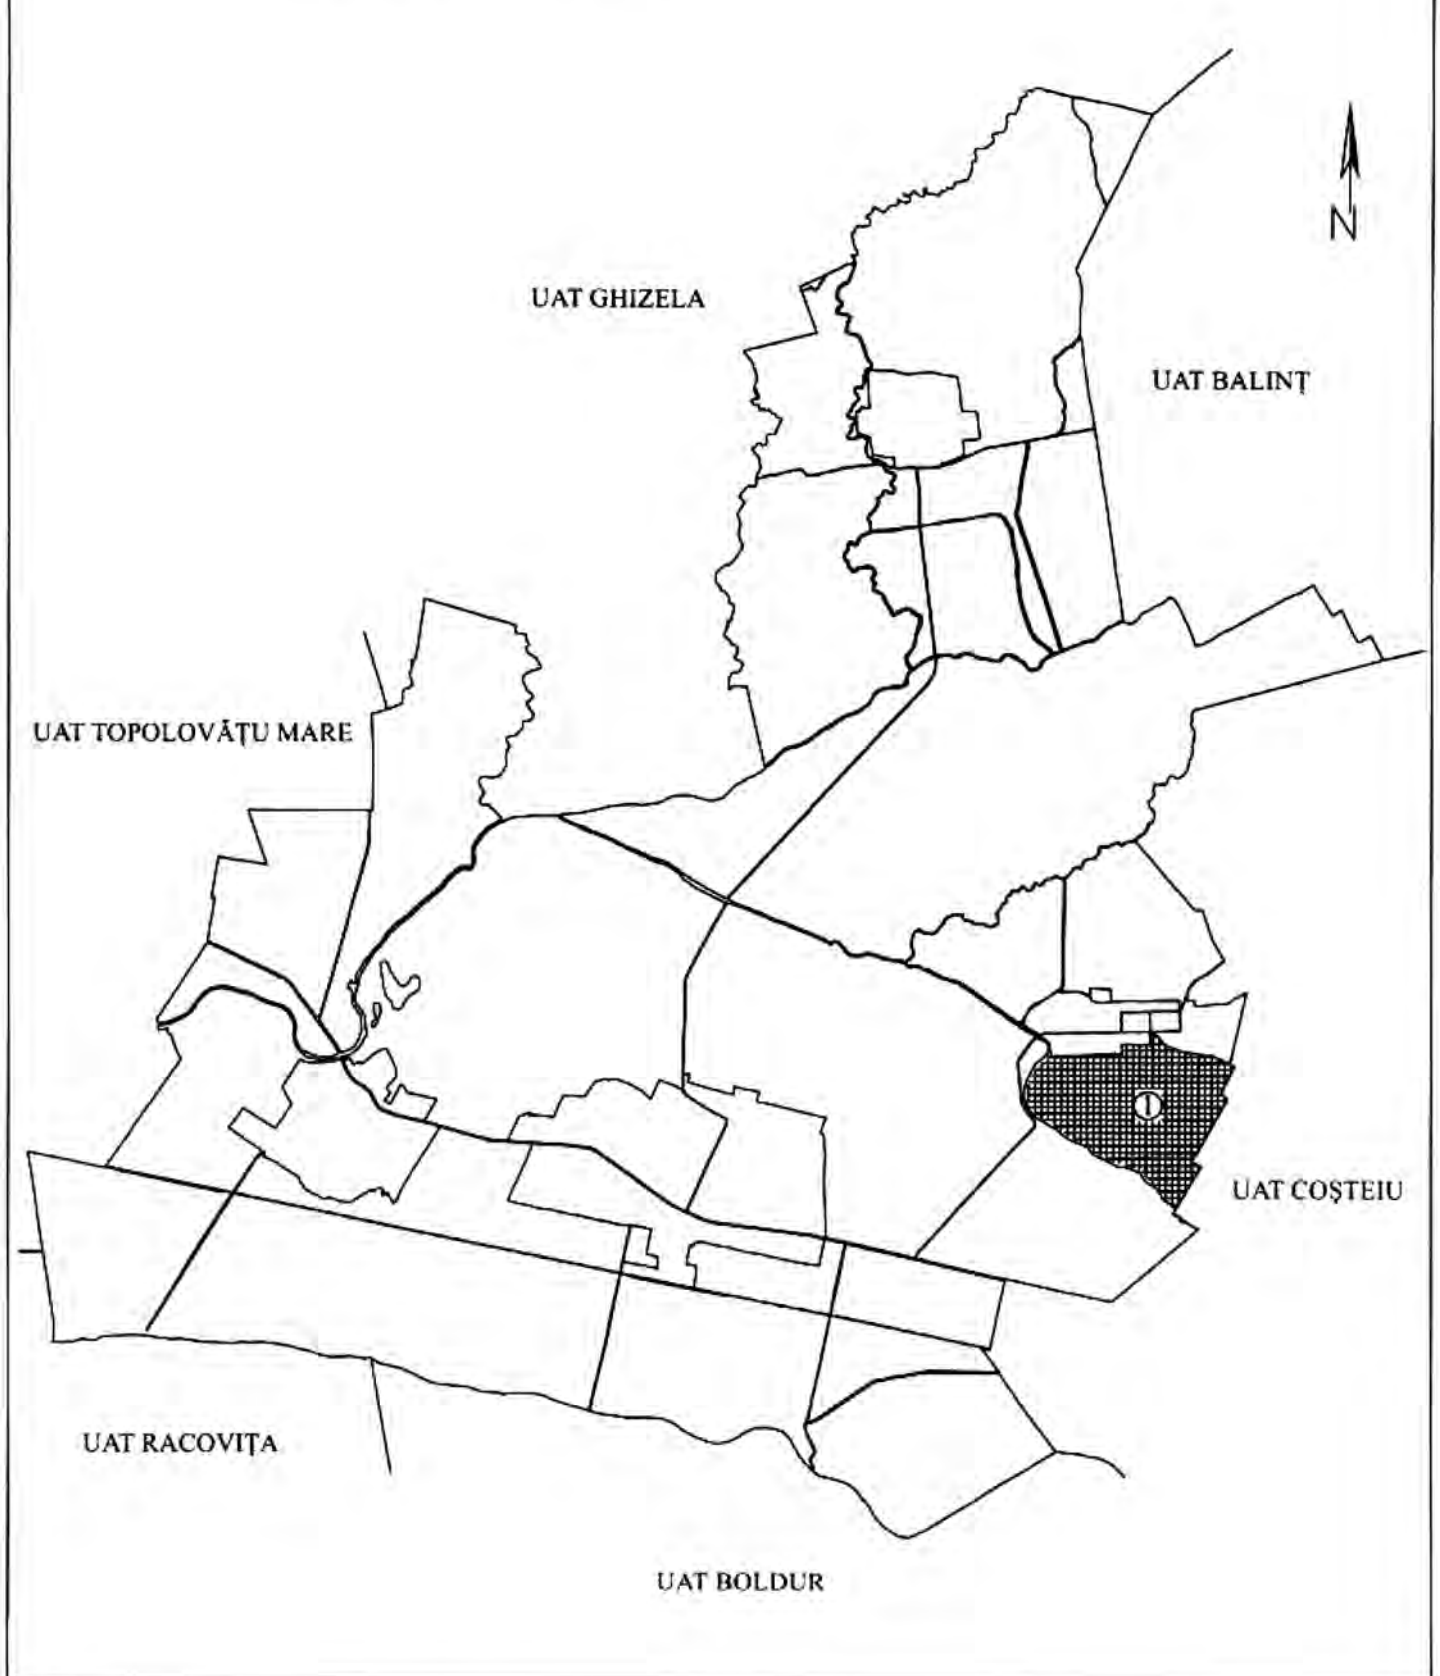 N
UAT GHIZELA
UAT BALINȚ
UAT TOPOLOVĂȚU MARE
1
UAT COȘTEIU
UAT RACOVIȚA
UAT BOLDUR